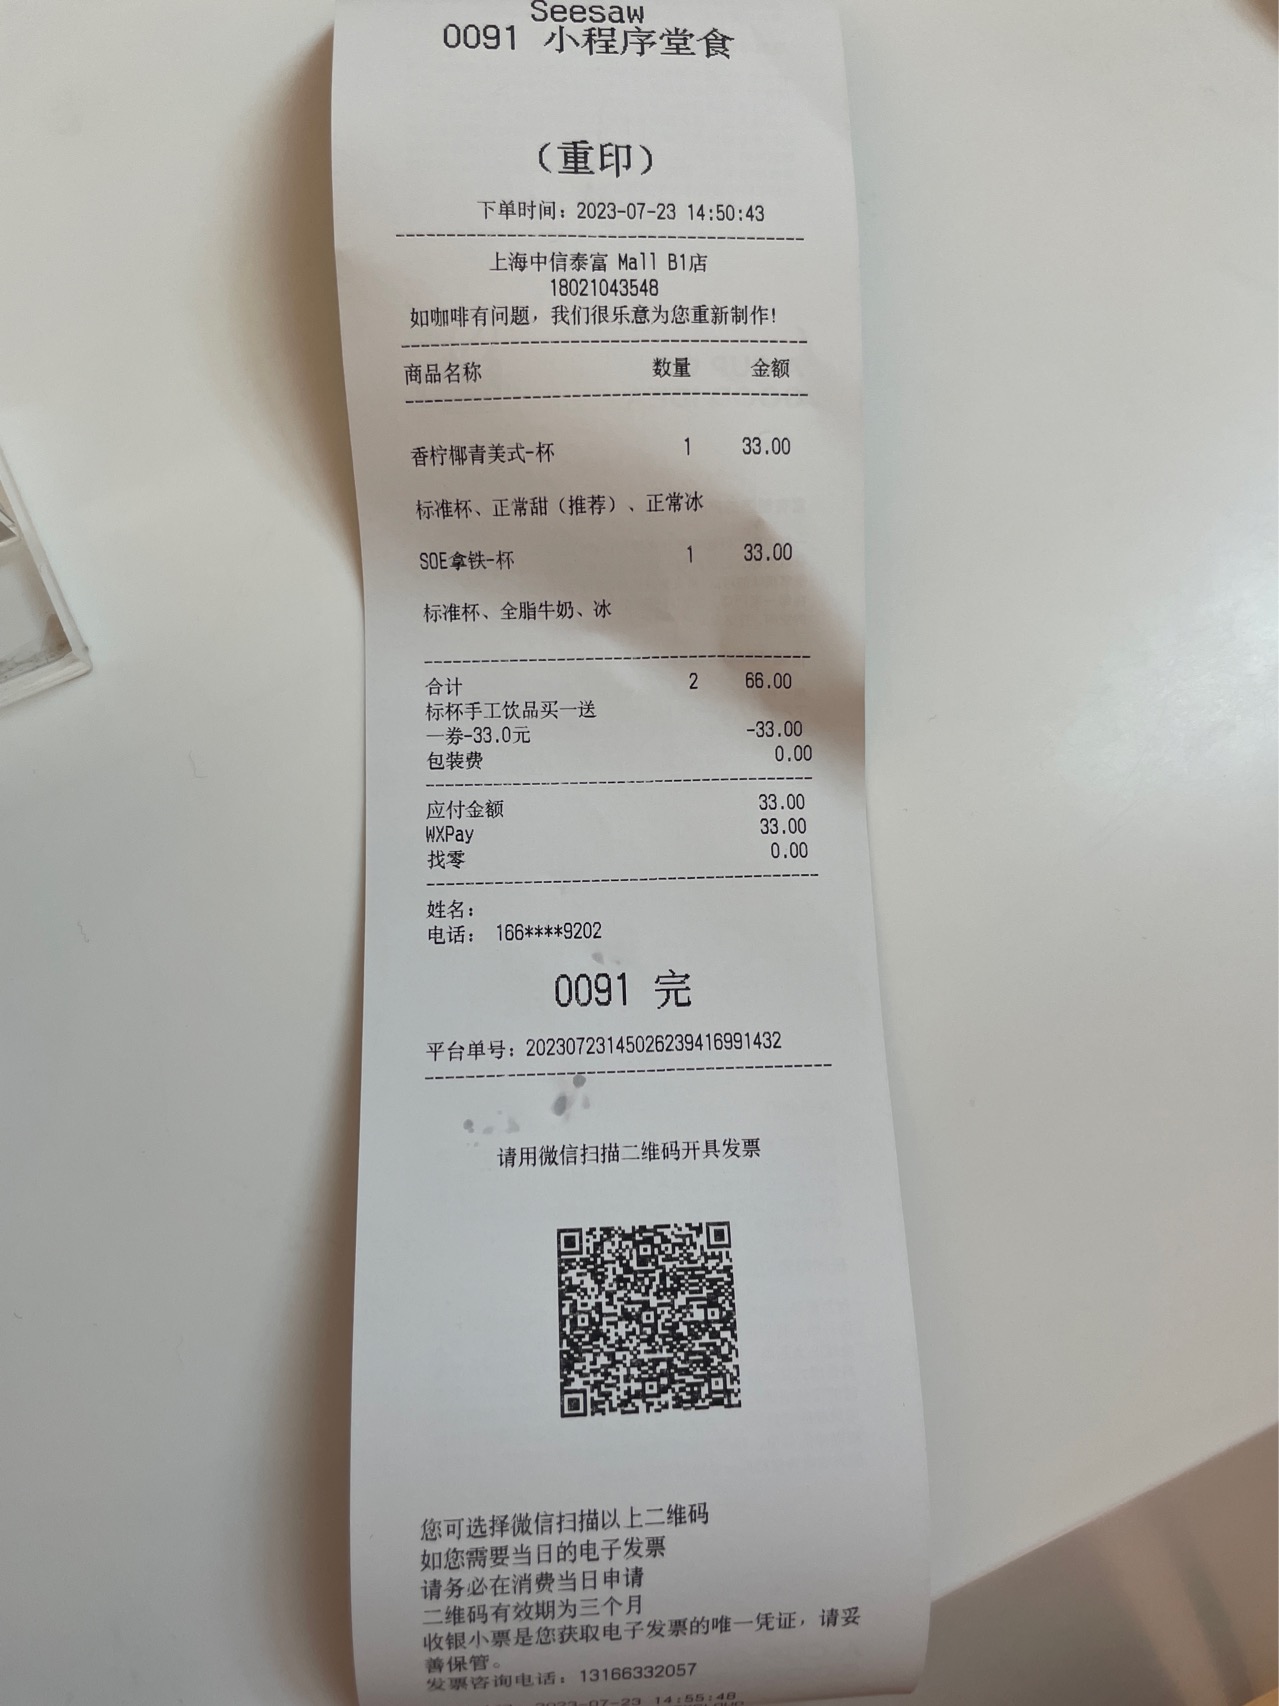 Seesaw
0091 小程序堂食
（重印）
下单时间：2023-07-23 14:50:43
上海中信泰富 Mall B1店
18021043548
如咖啡有问题，我们很乐意为您重新制作!
商品名称 数量 金额
香柠椰青美式-杯 1 33.00
标准杯、正常甜（推荐）、正常冰
SOE拿铁-杯 1 33.00
标准杯、全脂牛奶、冰
合计 2 66.00
标杯手工饮品买一送
一券-33.0元 -33.00
包装费 0.00
应付金额 33.00
WXPay 33.00
找零 0.00
姓名：
电话： 166****9202
0091 完
平台单号：20230723145026239416991432
请用微信扫描二维码开具发票
您可选择微信扫描以上二维码
如您需要当日的电子发票
请务必在消费当日申请
二维码有效期为三个月
收银小票是您获取电子发票的唯一凭证，请妥
善保管。
发票咨询电话：13166332057
2023-07-23 14:55:48